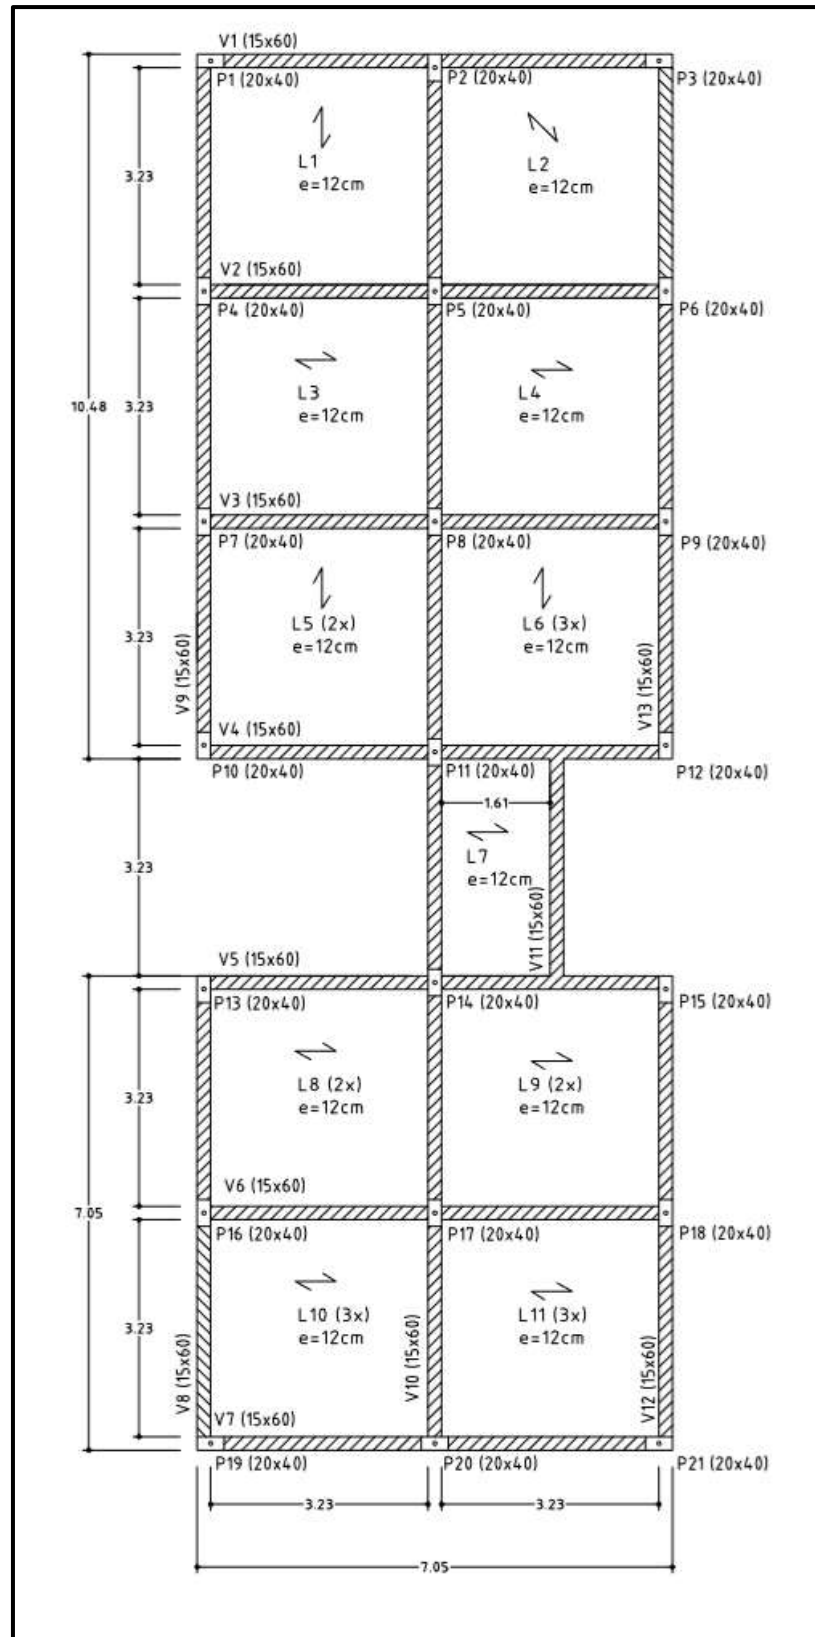 V1 (15x60)
P1 (20x40)
P2 (20x40)
P3 (20x40)
L1
e=12cm
L2
e=12cm
3.23
V2 (15x60)
P4 (20x40)
P5 (20x40)
P6 (20x40)
L3
e=12cm
L4
e=12cm
10.48
3.23
V3 (15x60)
P7 (20x40)
P8 (20x40)
P9 (20x40)
L5 (2x)
e=12cm
L6 (3x)
e=12cm
3.23
V9 (15x60)
V13 (15x60)
V4 (15x60)
P10 (20x40)
P11 (20x40)
P12 (20x40)
1.61
L7
e=12cm
3.23
V11 (15x60)
V5 (15x60)
P13 (20x40)
P14 (20x40)
P15 (20x40)
L8 (2x)
e=12cm
L9 (2x)
e=12cm
3.23
V6 (15x60)
7.05
P16 (20x40)
P17 (20x40)
P18 (20x40)
L10 (3x)
e=12cm
L11 (3x)
e=12cm
3.23
V8 (15x60)
V10 (15x60)
V12 (15x60)
V7 (15x60)
P19 (20x40)
P20 (20x40)
P21 (20x40)
3.23
3.23
7.05